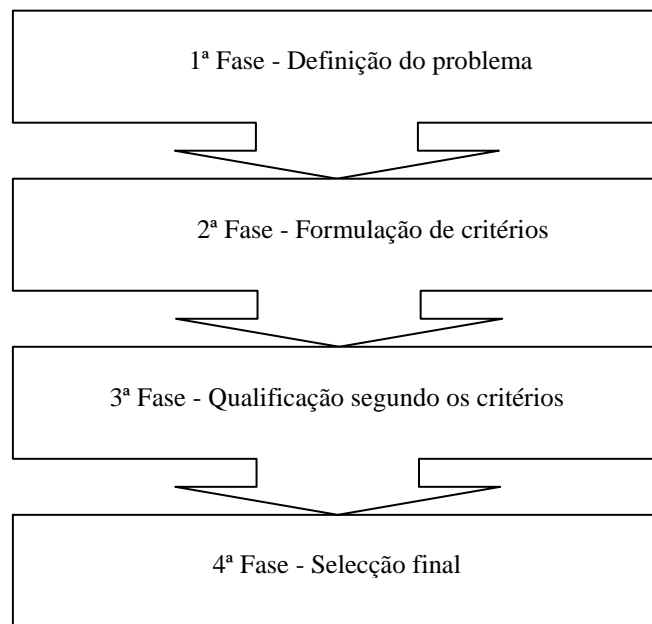 1ª Fase - Definição do problema
2ª Fase - Formulação de critérios
3ª Fase - Qualificação segundo os critérios
4ª Fase - Selecção final